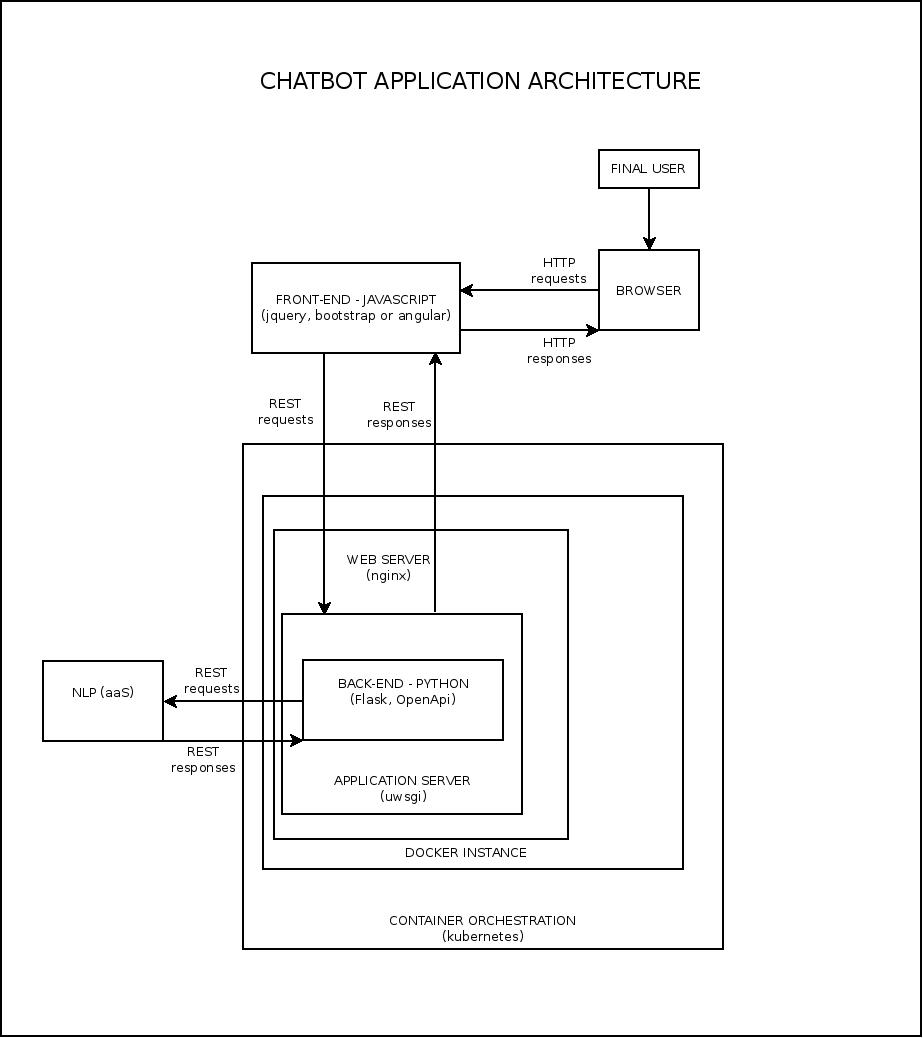 CHATBOT APPLICATION ARCHITECTURE
FINAL USER
HTTP
requests
BROWSER
FRONT-END - JAVASCRIPT
(jquery, bootstrap or angular)
HTTP
responses
REST
requests
REST
responses
WEB SERVER
(nginx)
REST
requests
NLP (aaS)
BACK-END - PYTHON
(Flask, OpenApi)
REST
responses
APPLICATION SERVER
(uwsgi)
DOCKER INSTANCE
CONTAINER ORCHESTRATION
(kubernetes)